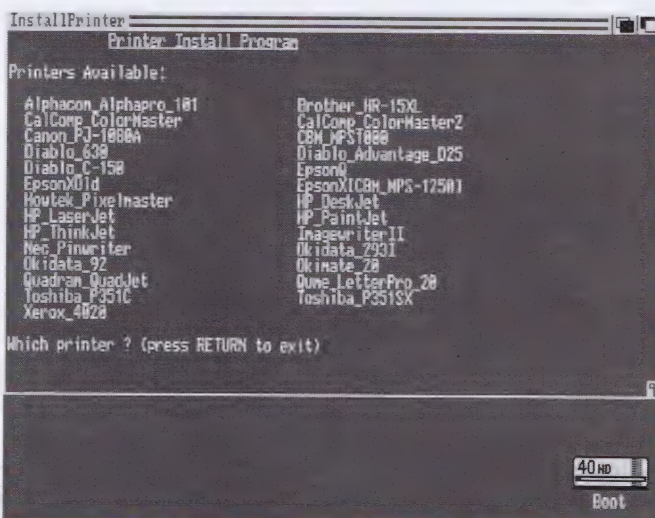 InstallPrinter
Printer Install Program
Printers Available:
Alphacom_Alphapro_101 Brother_HR-15XL
CalComp_ColorMaster CalComp_ColorMaster2
Canon_PJ-1080A CBM_MPS1000
Diablo_630 Diablo_Advantage_D25
Diablo_C-150 EpsonQ
EpsonXOld EpsonX[CBM_MPS-1250]
Howtek_Pixelmaster HP_DeskJet
HP_LaserJet HP_PaintJet
HP_ThinkJet ImagewriterII
Nec_Pinwriter Okidata_293I
Okidata_92 Okimate_20
Quadram_QuadJet Qume_LetterPro_20
Toshiba_P351C Toshiba_P351SX
Xerox_4020
Which printer ? (press RETURN to exit)
40 HD
Boot